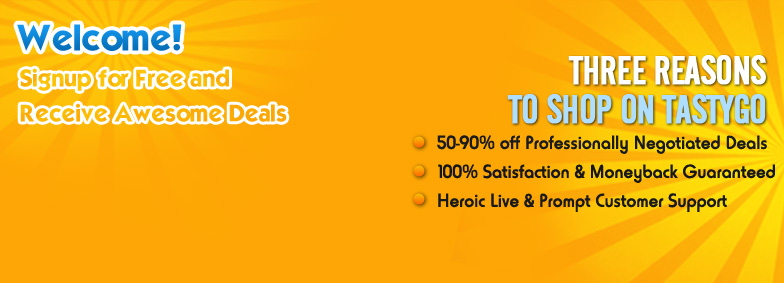 Welcome!
Signup for Free and
Receive Awesome Deals
THREE REASONS
TO SHOP ON TASTYGO
50-90% off Professionally Negotiated Deals
100% Satisfaction & Moneyback Guaranteed
Heroic Live & Prompt Customer Support